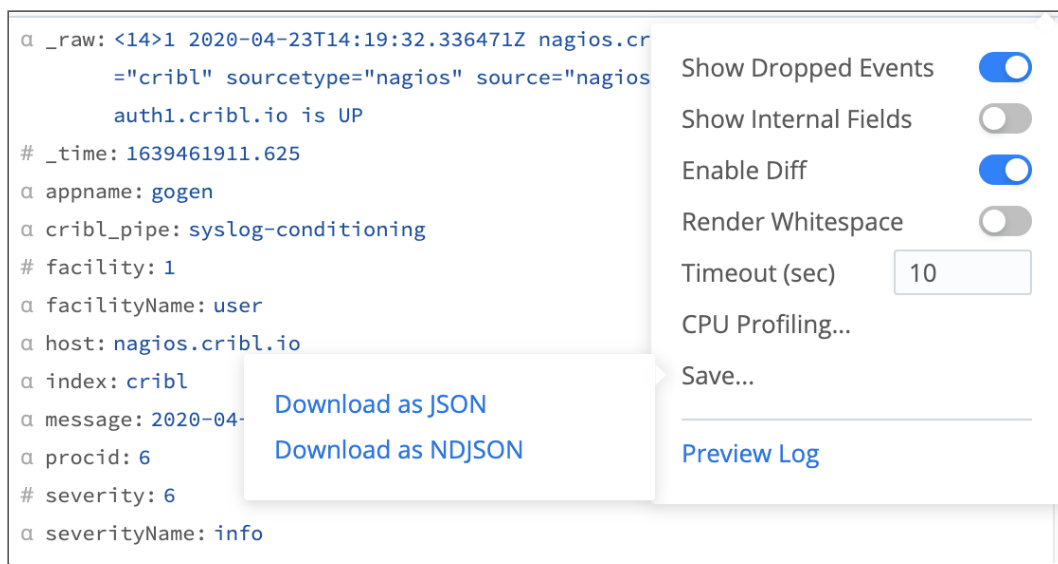 α _raw: <14>1 2020-04-23T14:19:32.336471Z nagios.cr
="cribl" sourcetype="nagios" source="nagios
auth1.cribl.io is UP
# _time: 1639461911.625
α appname: gogen
α cribl_pipe: syslog-conditioning
# facility: 1
α facilityName: user
α host: nagios.cribl.io
α index: cribl
α message: 2020-04-
α procid: 6
# severity: 6
α severityName: info
Show Dropped Events
Show Internal Fields
Enable Diff
Render Whitespace
Timeout (sec) 10
CPU Profiling...
Save...
Download as JSON
Download as NDJSON
Preview Log